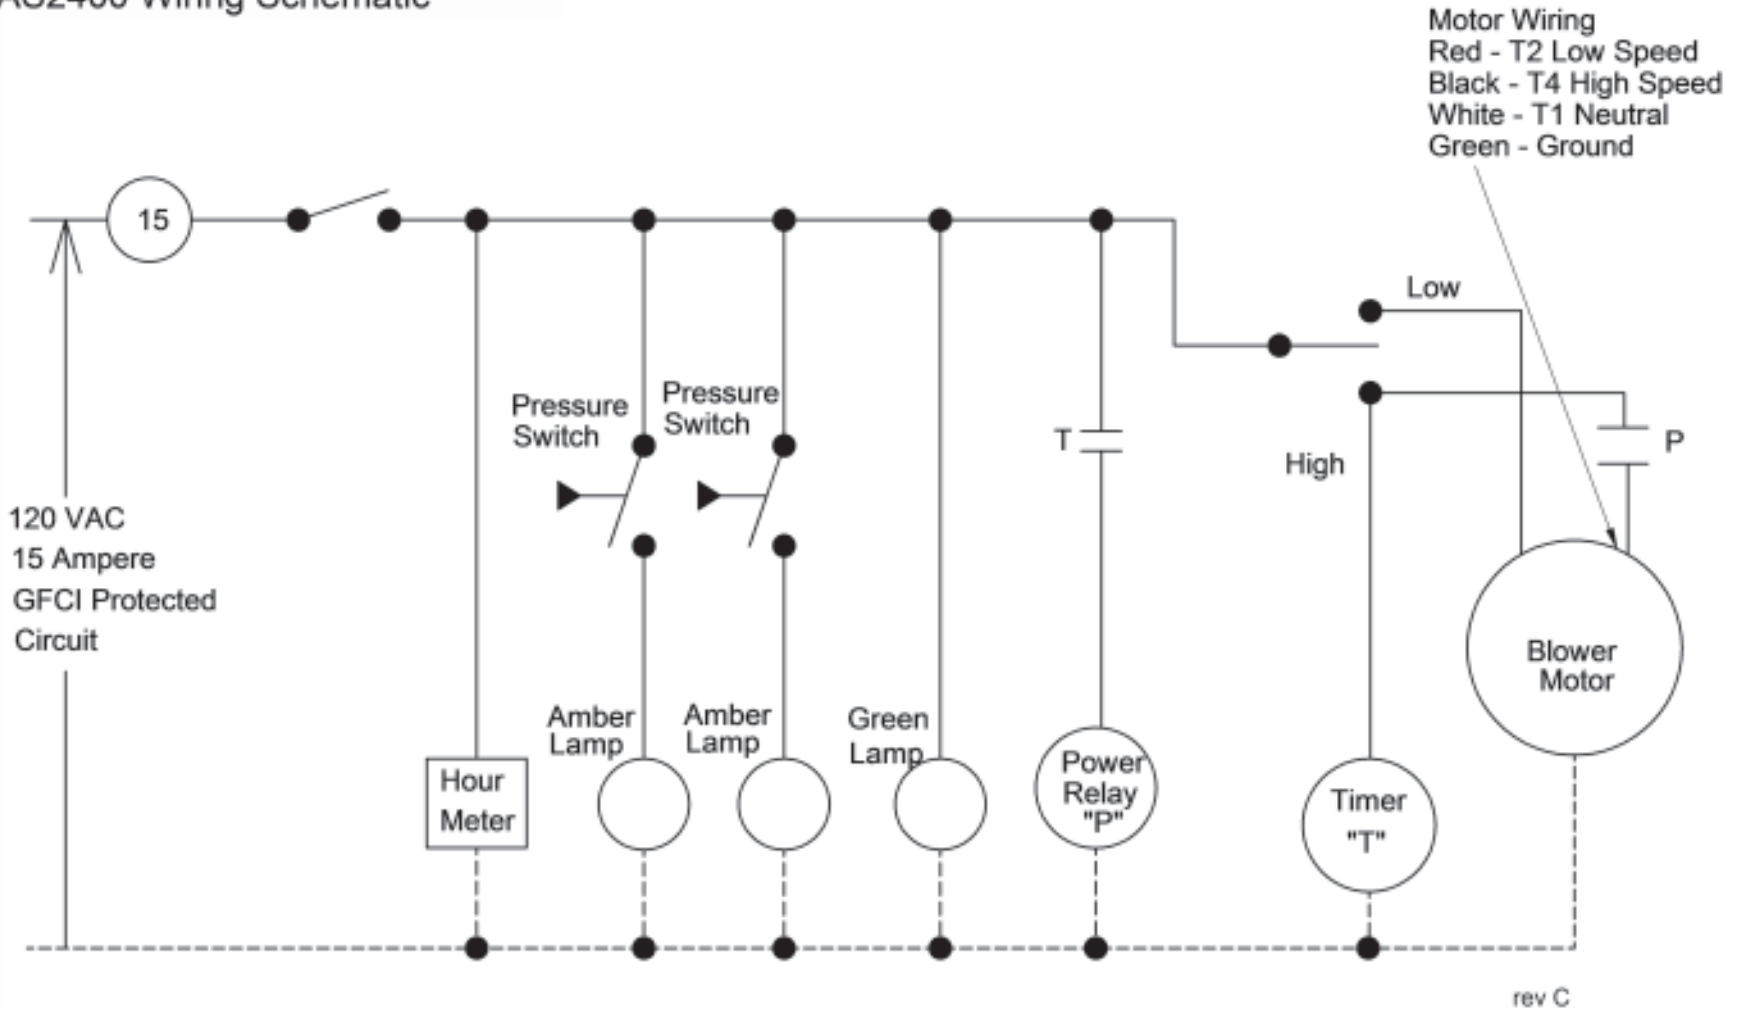 Wiring Schematic
Motor Wiring
Red - T2 Low Speed
Black - T4 High Speed
White - T1 Neutral
Green - Ground
15
Low
Pressure
Switch
Pressure
Switch
T
High
P
120 VAC
15 Ampere
GFCI Protected
Circuit
Blower
Motor
Amber
Lamp
Amber
Lamp
Green
Lamp
Hour
Meter
Power
Relay
"P"
Timer
"T"
rev C